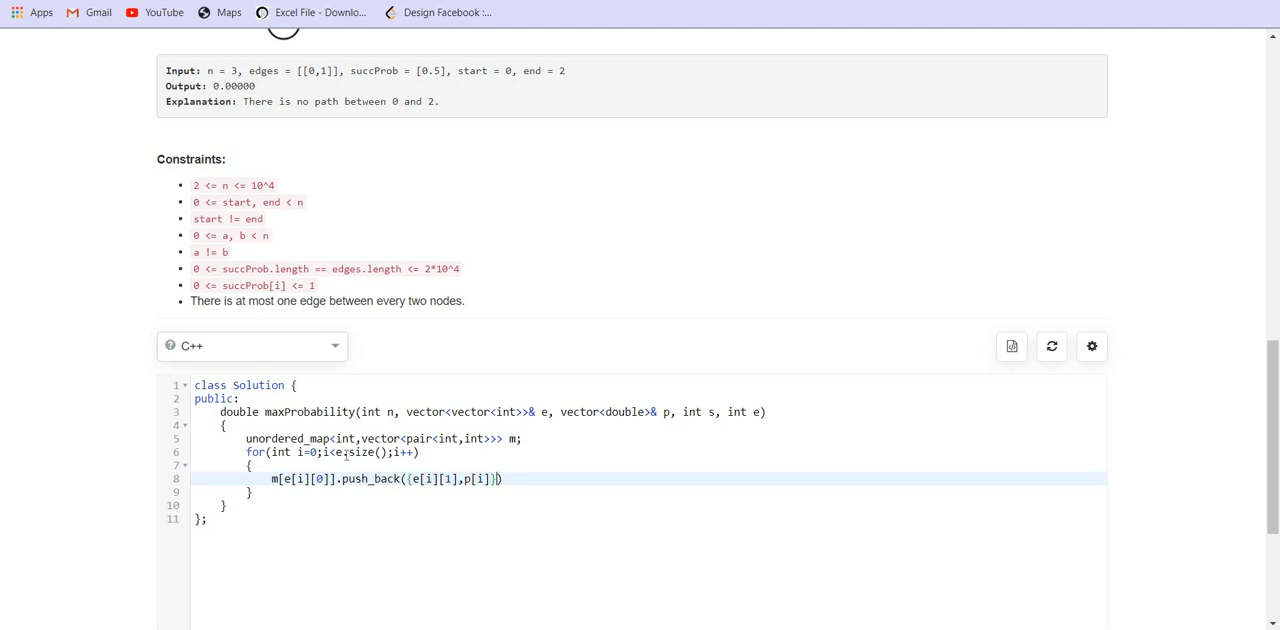 Apps Gmail YouTube Maps Excel File - Downlo... Design Facebook :...
Input: n = 3, edges = [[0,1]], succProb = [0.5], start = 0, end = 2
Output: 0.00000
Explanation: There is no path between 0 and 2.
Constraints:
• 2 <= n <= 10^4
• 0 <= start, end < n
• start != end
• 0 <= a, b < n
• a != b
• 0 <= succProb.length == edges.length <= 2*10^4
• 0 <= succProb[i] <= 1
• There is at most one edge between every two nodes.
C++
1 class Solution {
2 public:
3 double maxProbability(int n, vector<vector<int>>& e, vector<double>& p, int s, int e)
4 {
5 unordered_map<int,vector<pair<int,int>>> m;
6 for(int i=0;i<e.size();i++)
7 {
8 m[e[i][0]].push_back({e[i][1],p[i]})
9 }
10 }
11 };